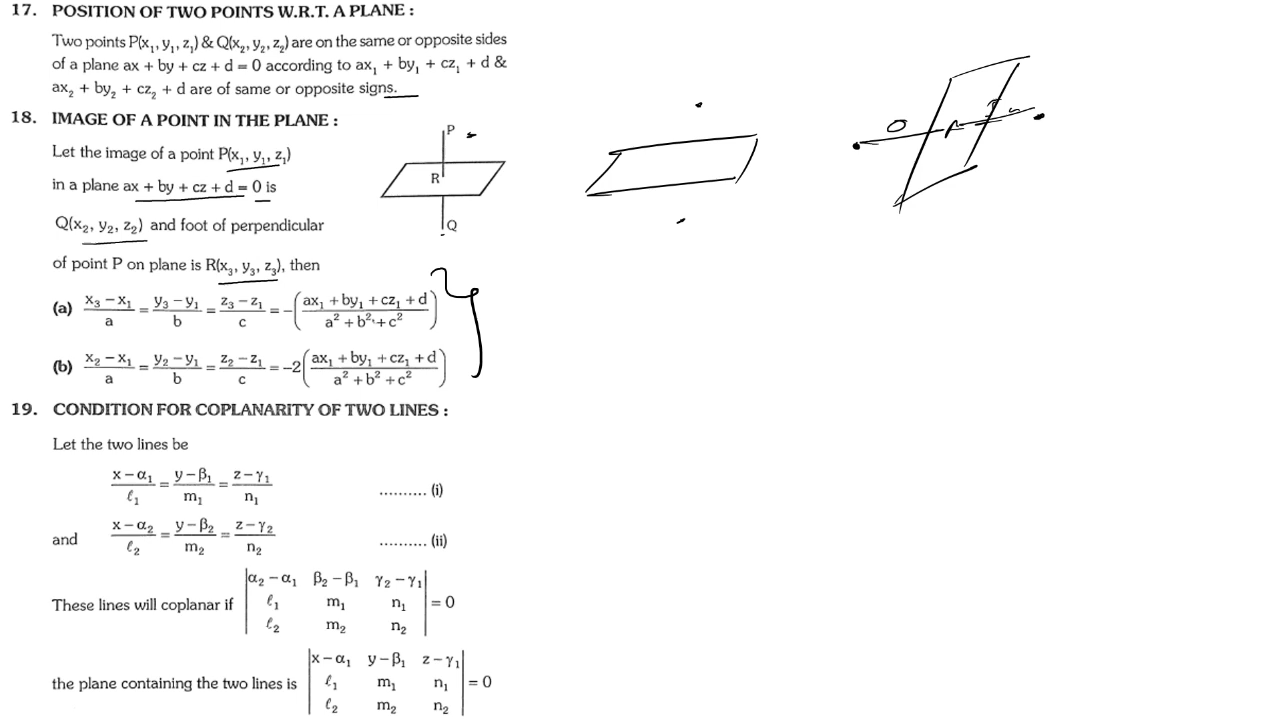 17. POSITION OF TWO POINTS W.R.T. A PLANE :
Two points P(x₁, y₁, z₁) & Q(x₂, y₂, z₂) are on the same or opposite sides
of a plane ax + by + cz + d = 0 according to ax₁ + by₁ + cz₁ + d &
ax₂ + by₂ + cz₂ + d are of same or opposite signs.
18. IMAGE OF A POINT IN THE PLANE :
Let the image of a point P(x₁, y₁, z₁)
in a plane ax + by + cz + d = 0 is
Q(x₂, y₂, z₂) and foot of perpendicular
of point P on plane is R(x₃, y₃, z₃), then
P
R
Q
(a) (x₃ − x₁)/a = (y₃ − y₁)/b = (z₃ − z₁)/c = −((ax₁ + by₁ + cz₁ + d)/(a² + b² + c²))
(b) (x₂ − x₁)/a = (y₂ − y₁)/b = (z₂ − z₁)/c = −2((ax₁ + by₁ + cz₁ + d)/(a² + b² + c²))
19. CONDITION FOR COPLANARITY OF TWO LINES :
Let the two lines be
(x − α₁)/ℓ₁ = (y − β₁)/m₁ = (z − γ₁)/n₁ .......... (i)
and (x − α₂)/ℓ₂ = (y − β₂)/m₂ = (z − γ₂)/n₂ .......... (ii)
These lines will coplanar if |α₂ − α₁ β₂ − β₁ γ₂ − γ₁; ℓ₁ m₁ n₁; ℓ₂ m₂ n₂| = 0
the plane containing the two lines is |x − α₁ y − β₁ z − γ₁; ℓ₁ m₁ n₁; ℓ₂ m₂ n₂| = 0